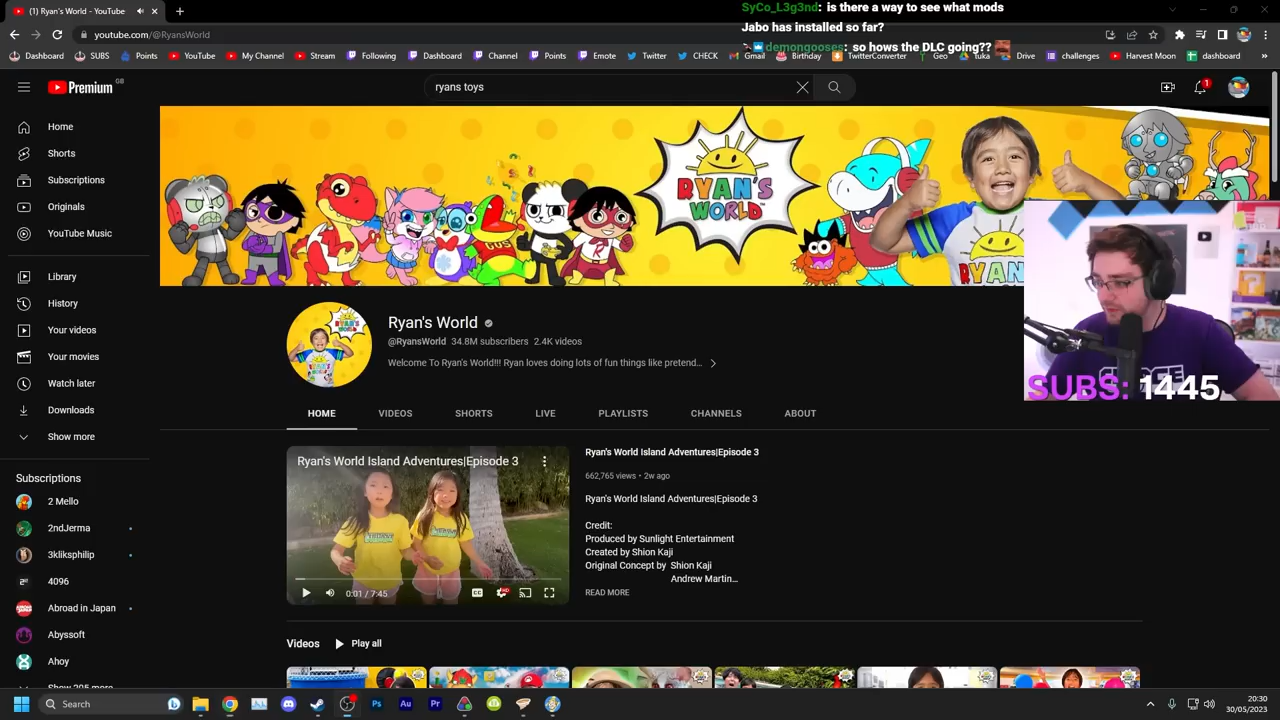 (1) Ryan's World - YouTube
SyCo_L3g3nd: is there a way to see what mods
Jabo has installed so far?
demongooses: so hows the DLC going??
youtube.com/@RyansWorld
Dashboard SUBS Points YouTube My Channel Stream Following Dashboard Channel Points Emote Twitter CHECK Gmail Birthday TwitterConverter Geo Tuka Drive challenges Harvest Moon dashboard
Premium GB
ryans toys
1
Home
Shorts
Subscriptions
Originals
YouTube Music
Library
History
Your videos
Your movies
Watch later
Downloads
Show more
Subscriptions
2 Mello
2ndJerma
3kliksphilip
4096
Abroad in Japan
Abyssoft
Ahoy
Show 205 more
RYAN'S
WORLD
GUS
Ryan's World
@RyansWorld 34.8M subscribers 2.4K videos
Welcome To Ryan's World!!! Ryan loves doing lots of fun things like pretend...
SUBS: 1445
HOME VIDEOS SHORTS LIVE PLAYLISTS CHANNELS ABOUT
Ryan's World Island Adventures|Episode 3
0:01 / 7:45
Ryan's World Island Adventures|Episode 3
662,765 views • 2w ago
Ryan's World Island Adventures|Episode 3
Credit:
Produced by Sunlight Entertainment
Created by Shion Kaji
Original Concept by Shion Kaji
Andrew Martin...
READ MORE
Videos Play all
Search
20:30
30/05/2023